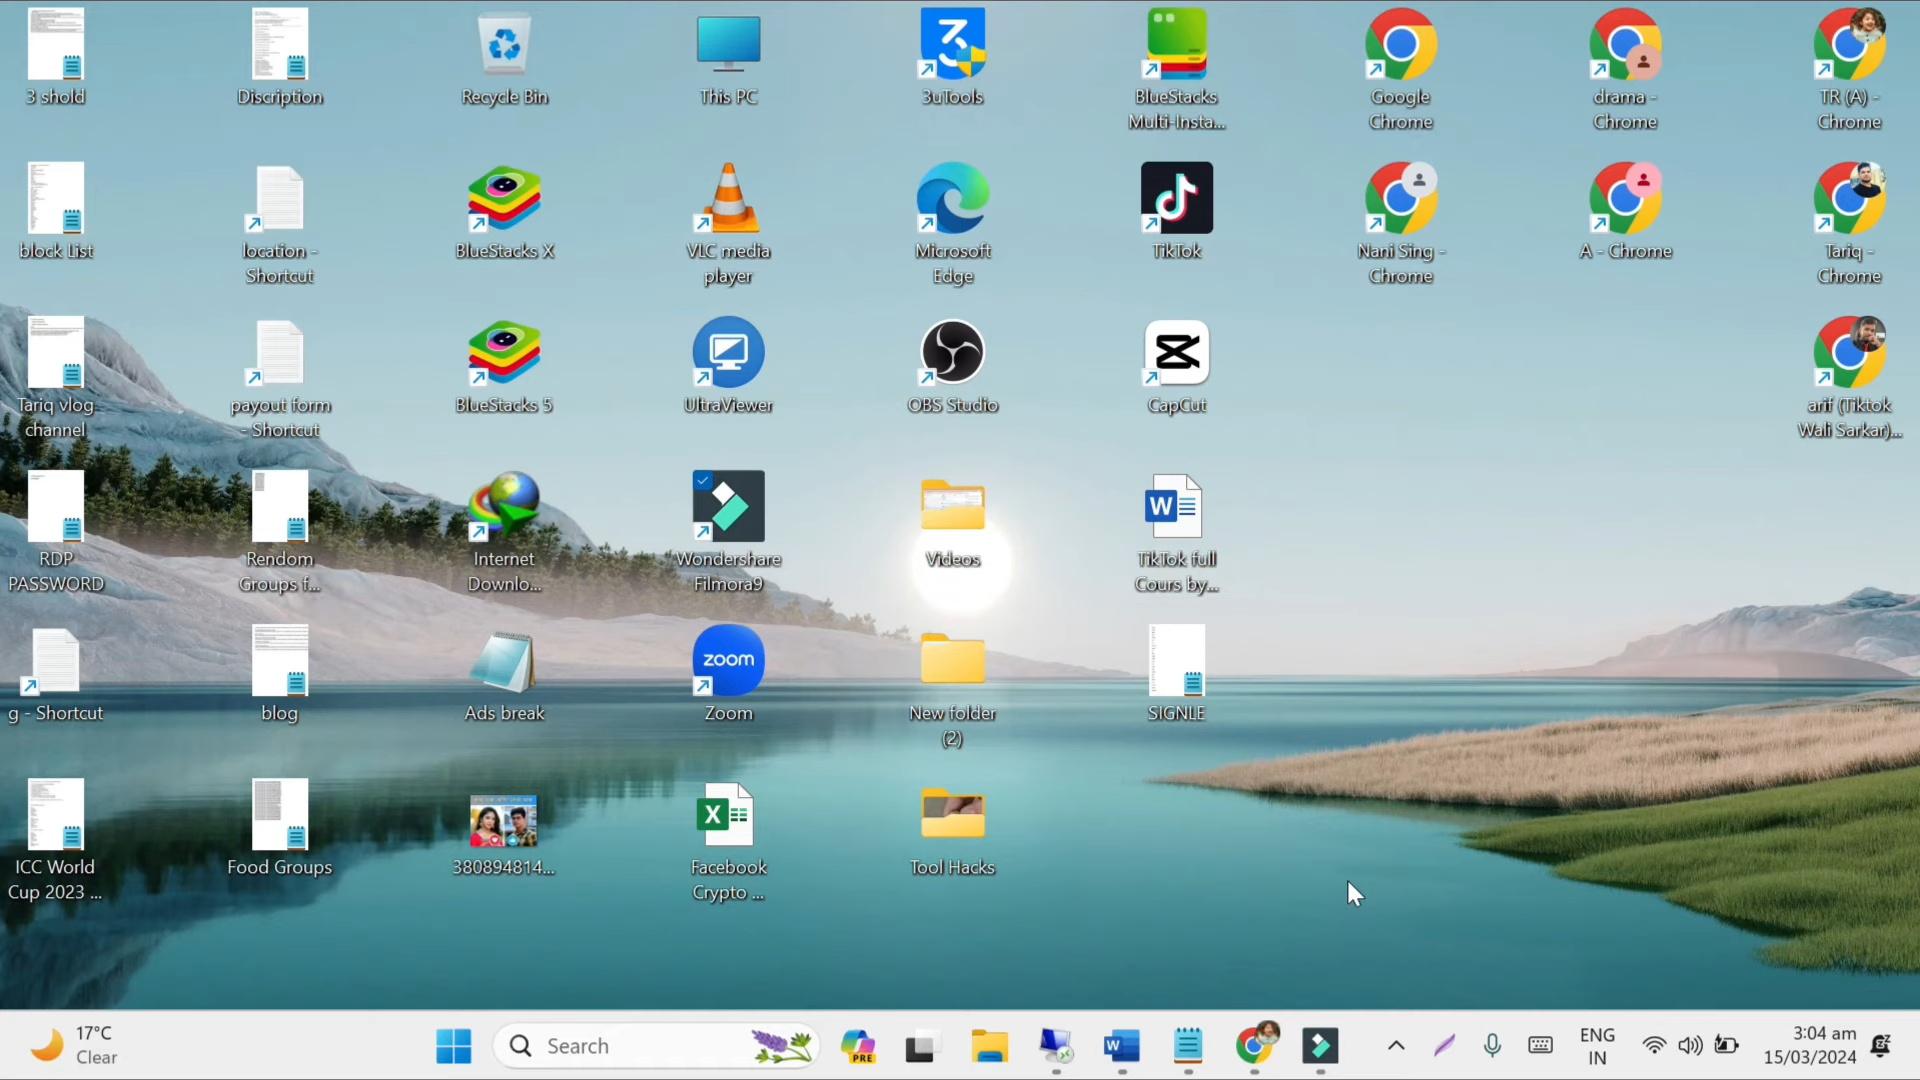 3 shold
Discription
Recycle Bin
This PC
3uTools
BlueStacks
Multi-Insta...
Google
Chrome
drama -
Chrome
TR (A) -
Chrome
block List
location -
Shortcut
BlueStacks X
VLC media
player
Microsoft
Edge
TikTok
Nani Sing -
Chrome
A - Chrome
Tariq -
Chrome
Tariq vlog
channel
payout form
- Shortcut
BlueStacks 5
UltraViewer
OBS Studio
CapCut
arif (Tiktok
Wali Sarkar)...
RDP
PASSWORD
Rendom
Groups f...
Internet
Downlo...
Wondershare
Filmora9
Videos
W
TikTok full
Cours by...
g - Shortcut
blog
Ads break
zoom
Zoom
New folder
(2)
SIGNLE
ICC World
Cup 2023 ...
Food Groups
380894814...
X
Facebook
Crypto ...
Tool Hacks
17°C
Clear
Search
PRE
W
ENG
IN
3:04 am
15/03/2024